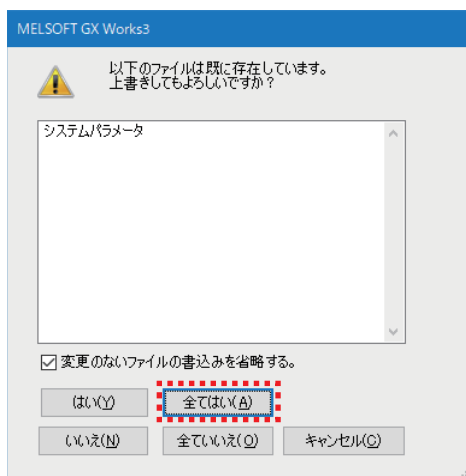 MELSOFT GX Works3
以下のファイルは既に存在しています。
上書きしてもよろしいですか？
システムパラメータ
変更のないファイルの書込みを省略する。
はい(Y) 全てはい(A)
いいえ(N) 全ていいえ(O) キャンセル(C)